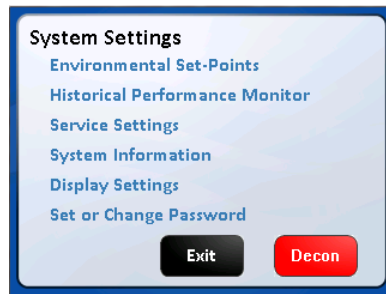 System Settings
Environmental Set-Points
Historical Performance Monitor
Service Settings
System Information
Display Settings
Set or Change Password
Exit Decon